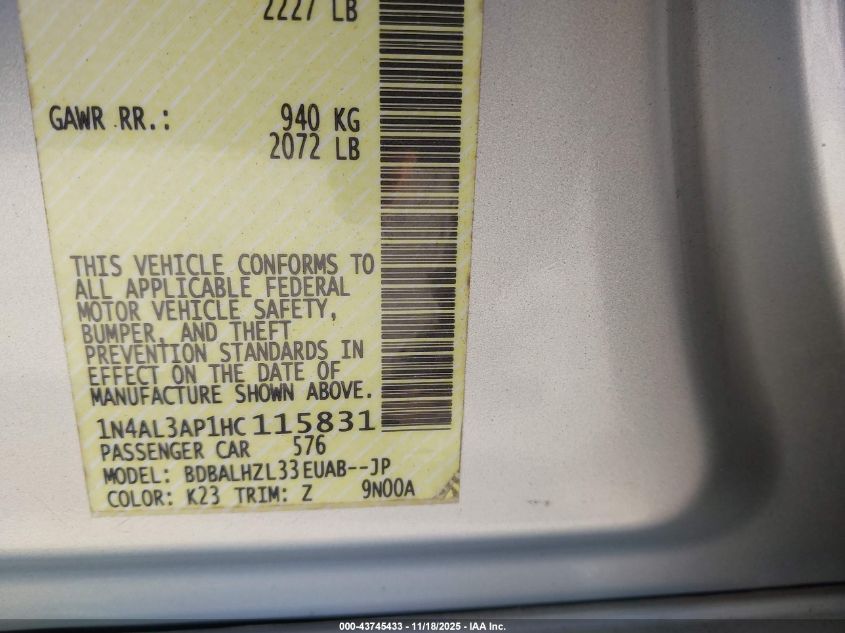 2227 LB
GAWR RR.: 940 KG
2072 LB
THIS VEHICLE CONFORMS TO
ALL APPLICABLE FEDERAL
MOTOR VEHICLE SAFETY,
BUMPER, AND THEFT
PREVENTION STANDARDS IN
EFFECT ON THE DATE OF
MANUFACTURE SHOWN ABOVE.
1N4AL3AP1HC115831
PASSENGER CAR 576
MODEL: BDBALHZL33EUAB--JP
COLOR: K23 TRIM: Z 9N00A
000-43745433 - 11/18/2025 - IAA Inc.